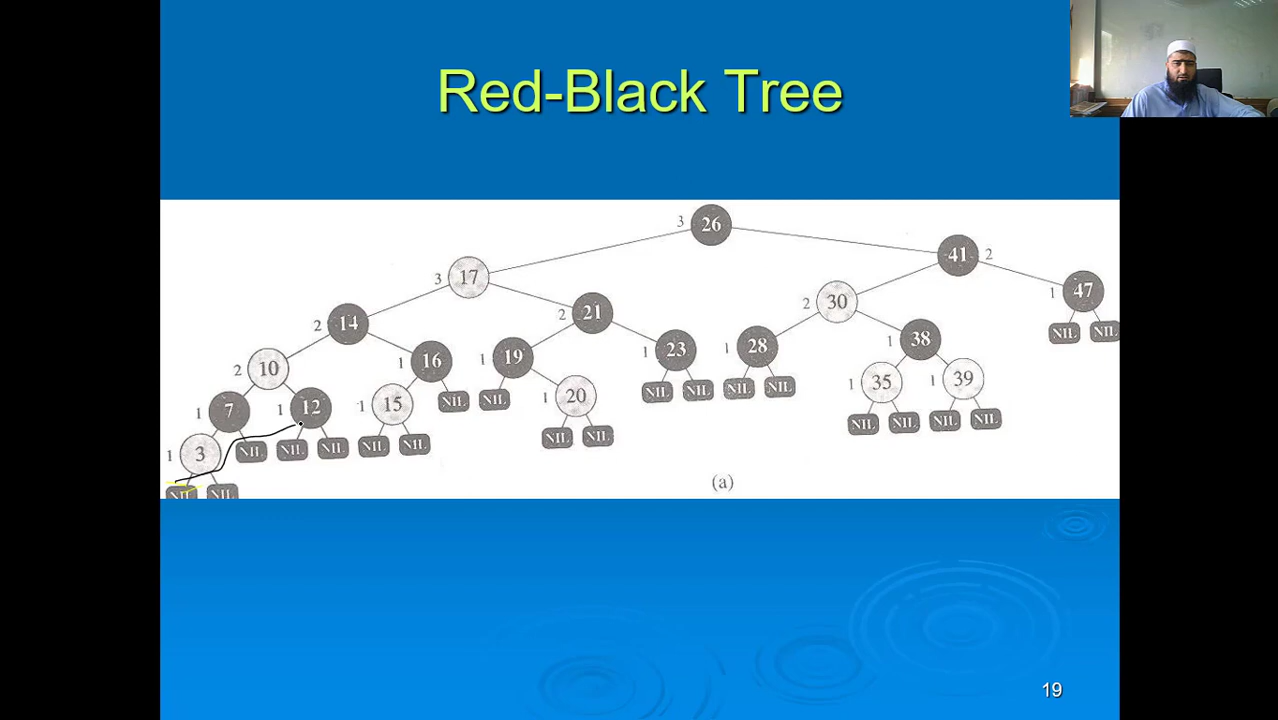 Red-Black Tree
3 26
41 2
3 17
1 47
2 30
2 14
2 21
NIL NIL
1 38
1 28
1 16
1 19
1 23
2 10
1 35
1 39
NIL NIL
NIL NIL
1 20
NIL
NIL
1 15
1 7
1 12
NIL NIL
NIL NIL
NIL NIL
NIL
NIL NIL
NIL NIL
1 3
NIL NIL
(a)
19